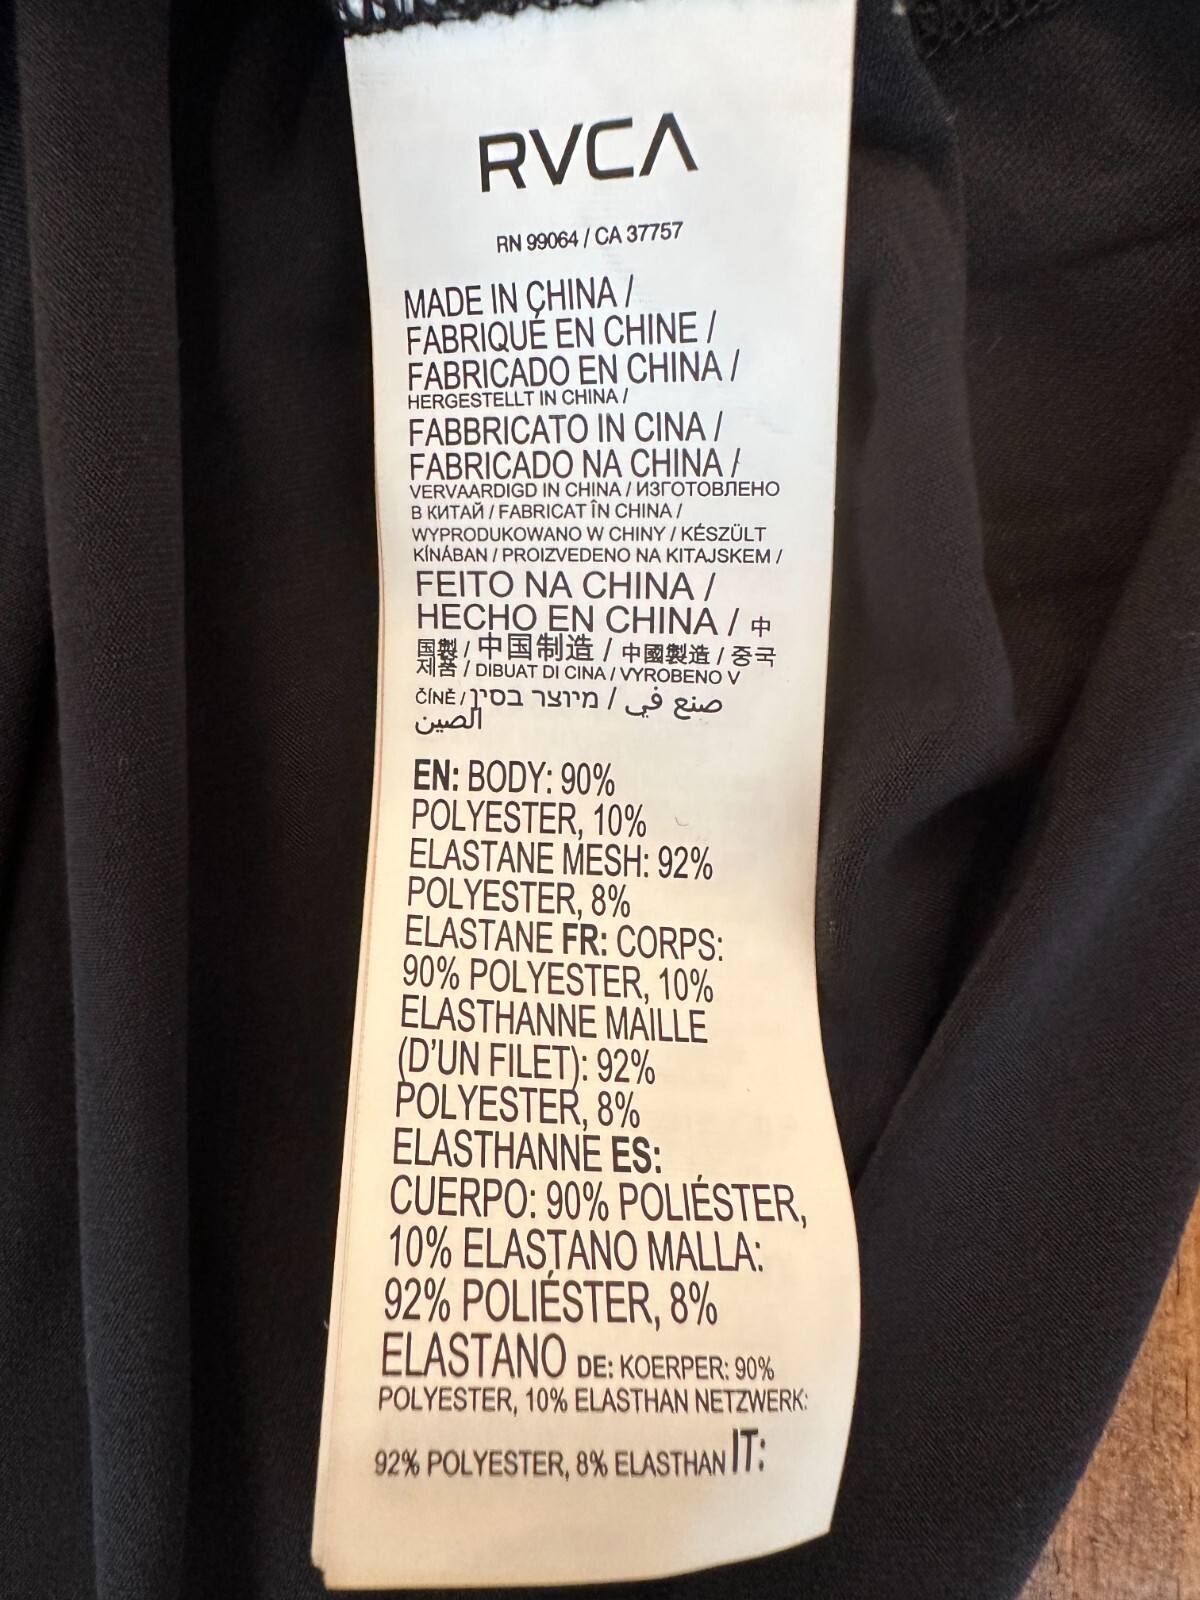 RVCA
RN 99064 / CA 37757
MADE IN CHINA /
FABRIQUÉ EN CHINE /
FABRICADO EN CHINA /
HERGESTELLT IN CHINA /
FABBRICATO IN CINA /
FABRICADO NA CHINA /
VERVAARDIGD IN CHINA / ИЗГОТОВЛЕНО
В КИТАЙ / FABRICAT ÎN CHINA /
WYPRODUKOWANO W CHINY / KÉSZÜLT
KÍNÁBAN / PROIZVEDENO NA KITAJSKEM /
FEITO NA CHINA /
HECHO EN CHINA / 中
国製 / 中国制造 / 中國製造 / 중국
제품 / DIBUAT DI CINA / VYROBENO V
ČÍNĚ / מיוצר בסין / صنع في
الصين
EN: BODY: 90%
POLYESTER, 10%
ELASTANE MESH: 92%
POLYESTER, 8%
ELASTANE FR: CORPS:
90% POLYESTER, 10%
ELASTHANNE MAILLE
(D'UN FILET): 92%
POLYESTER, 8%
ELASTHANNE ES:
CUERPO: 90% POLIÉSTER,
10% ELASTANO MALLA:
92% POLIÉSTER, 8%
ELASTANO DE: KOERPER: 90%
POLYESTER, 10% ELASTHAN NETZWERK:
92% POLYESTER, 8% ELASTHAN IT: